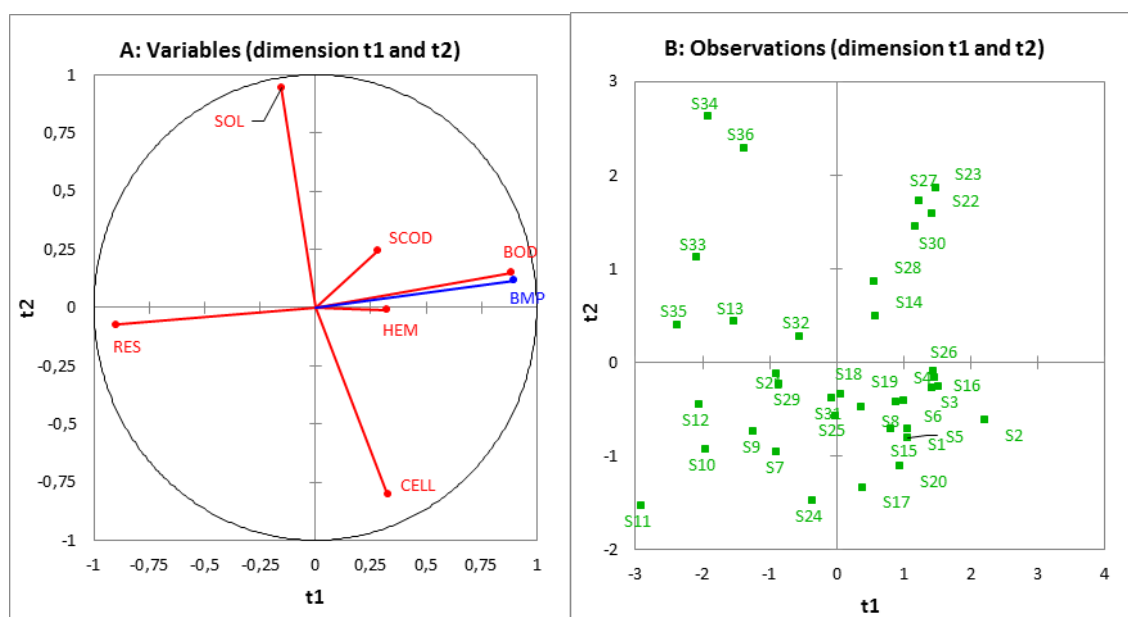 A: Variables (dimension t1 and t2)
1
0,75
0,5
0,25
0
-0,25
-0,5
-0,75
-1
t2
SOL
SCOD
BOD
BMP
HEM
RES
CELL
-1 -0,75 -0,5 -0,25 0 0,25 0,5 0,75 1
t1
B: Observations (dimension t1 and t2)
3
2
1
0
-1
-2
t2
S34
S36
S27 S23
S22
S30
S33
S28
S14
S35 S13
S32
S26
S18 S19 S4 S16
S29
S3
S12 S31 S8 S6
S25
S9 S15 S1 S5 S2
S10 S7
S20
S17
S11 S24
-3 -2 -1 0 1 2 3 4
t1